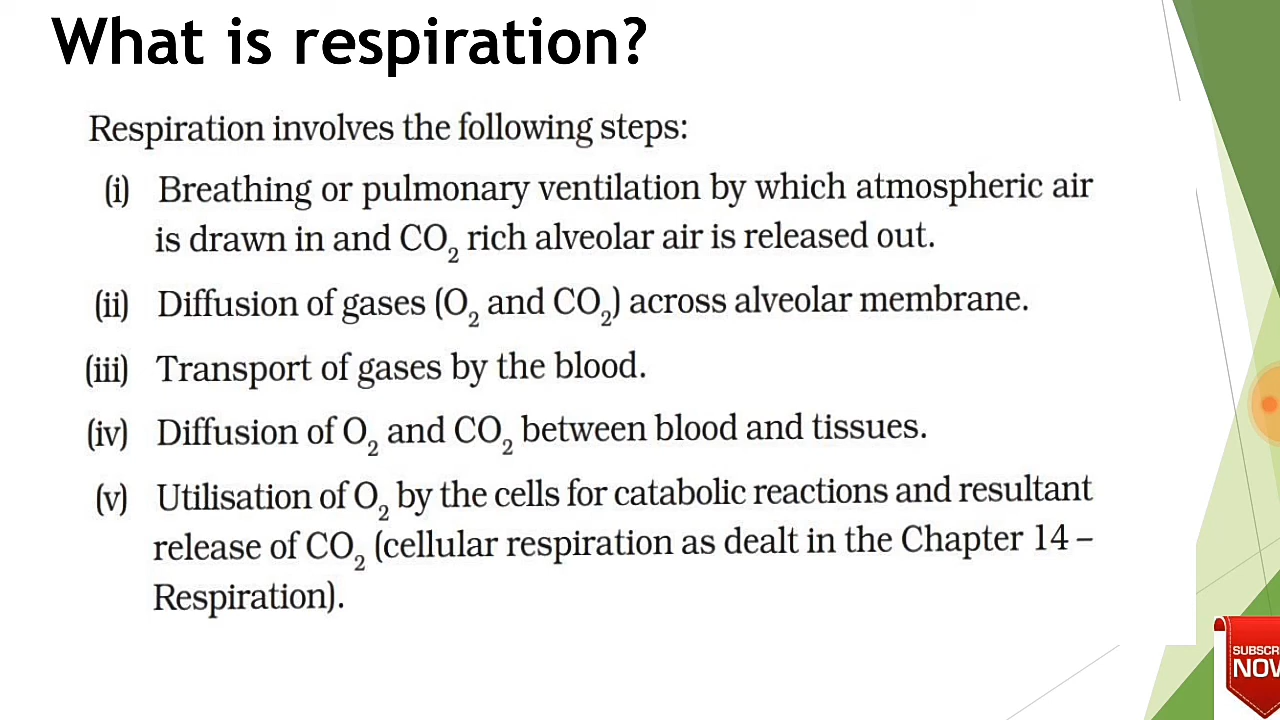 What is respiration?
Respiration involves the following steps:
(i) Breathing or pulmonary ventilation by which atmospheric air
is drawn in and CO₂ rich alveolar air is released out.
(ii) Diffusion of gases (O₂ and CO₂) across alveolar membrane.
(iii) Transport of gases by the blood.
(iv) Diffusion of O₂ and CO₂ between blood and tissues.
(v) Utilisation of O₂ by the cells for catabolic reactions and resultant
release of CO₂ (cellular respiration as dealt in the Chapter 14 –
Respiration).
SUBSCR
NOW